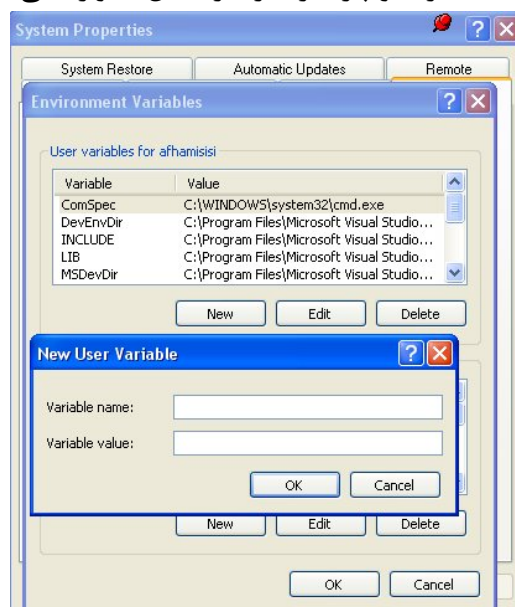 System Properties
System Restore Automatic Updates Remote
Environment Variables
User variables for afhamisisi
Variable Value
ComSpec C:\WINDOWS\system32\cmd.exe
DevEnvDir C:\Program Files\Microsoft Visual Studio...
INCLUDE C:\Program Files\Microsoft Visual Studio...
LIB C:\Program Files\Microsoft Visual Studio...
MSDevDir C:\Program Files\Microsoft Visual Studio...
New Edit Delete
New User Variable
Variable name:
Variable value:
OK Cancel
New Edit Delete
OK Cancel